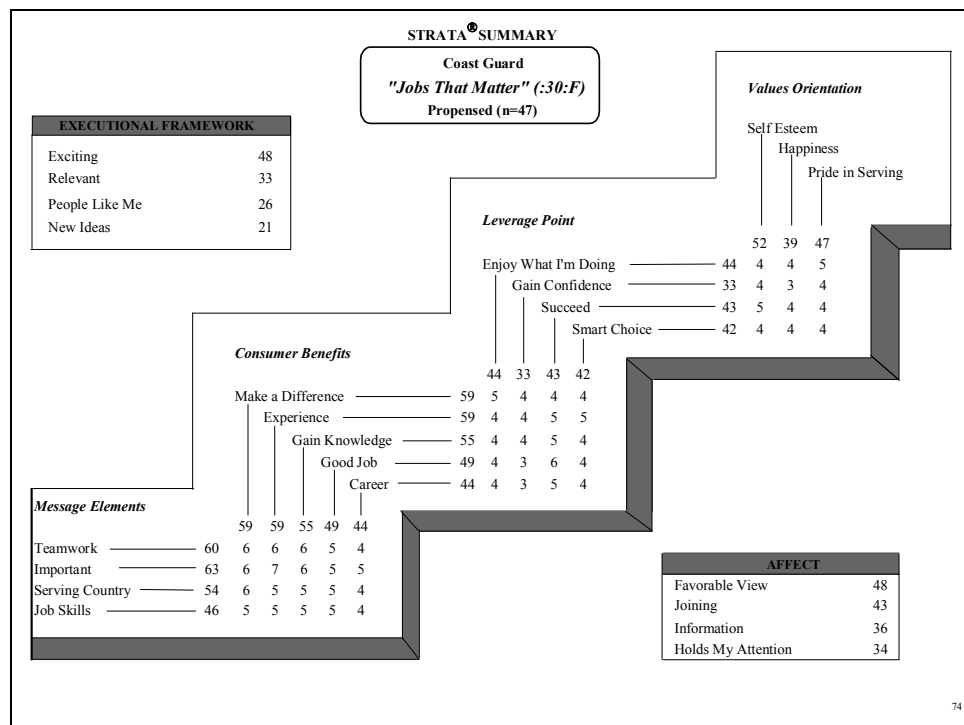 STRATA® SUMMARY
Coast Guard
"Jobs That Matter" (:30:F)
Propensed (n=47)
EXECUTIONAL FRAMEWORK
Exciting 48
Relevant 33
People Like Me 26
New Ideas 21
Values Orientation
Self Esteem
Happiness
Pride in Serving
52 39 47
Leverage Point
Enjoy What I'm Doing 44 4 4 5
Gain Confidence 33 4 3 4
Succeed 43 5 4 4
Smart Choice 42 4 4 4
Consumer Benefits
44 33 43 42
Make a Difference 59 5 4 4 4
Experience 59 4 4 5 5
Gain Knowledge 55 4 4 5 4
Good Job 49 4 3 6 4
Career 44 4 3 5 4
Message Elements
59 59 55 49 44
Teamwork 60 6 6 6 5 4
Important 63 6 7 6 5 5
Serving Country 54 6 5 5 5 4
Job Skills 46 5 5 5 5 4
AFFECT
Favorable View 48
Joining 43
Information 36
Holds My Attention 34
74